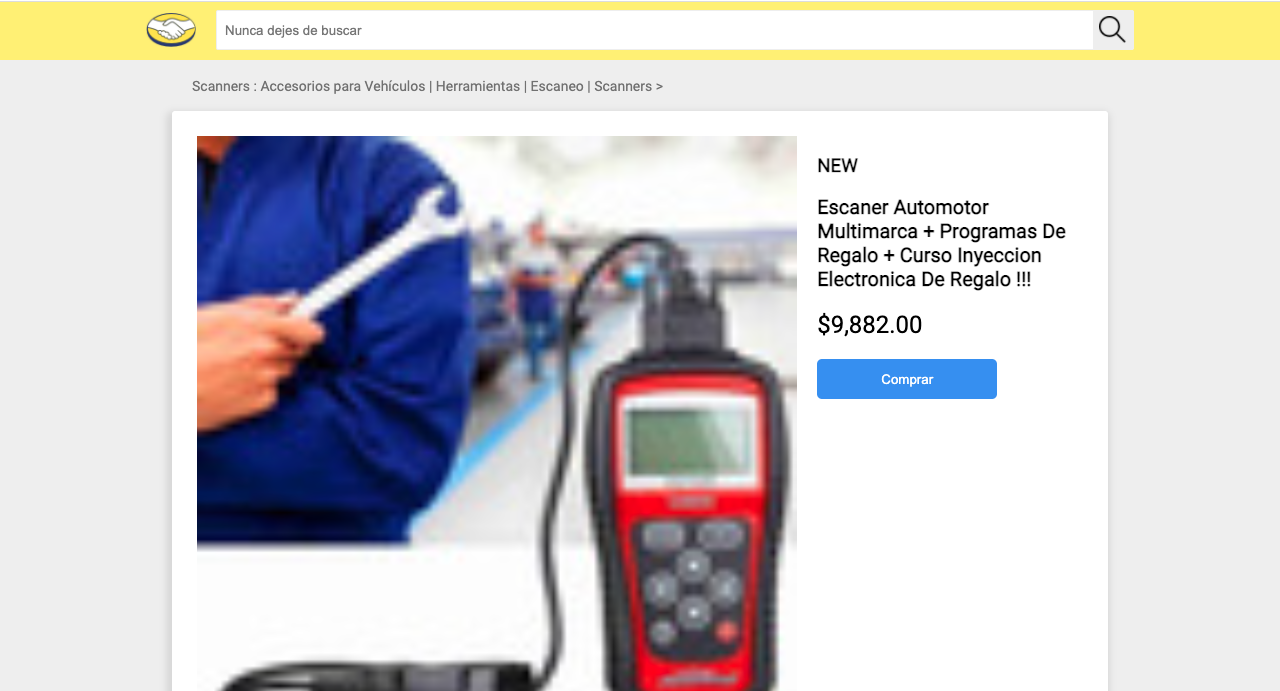 Nunca dejes de buscar
Scanners : Accesorios para Vehículos | Herramientas | Escaneo | Scanners >
NEW
Escaner Automotor
Multimarca + Programas De
Regalo + Curso Inyeccion
Electronica De Regalo !!!
$9,882.00
Comprar